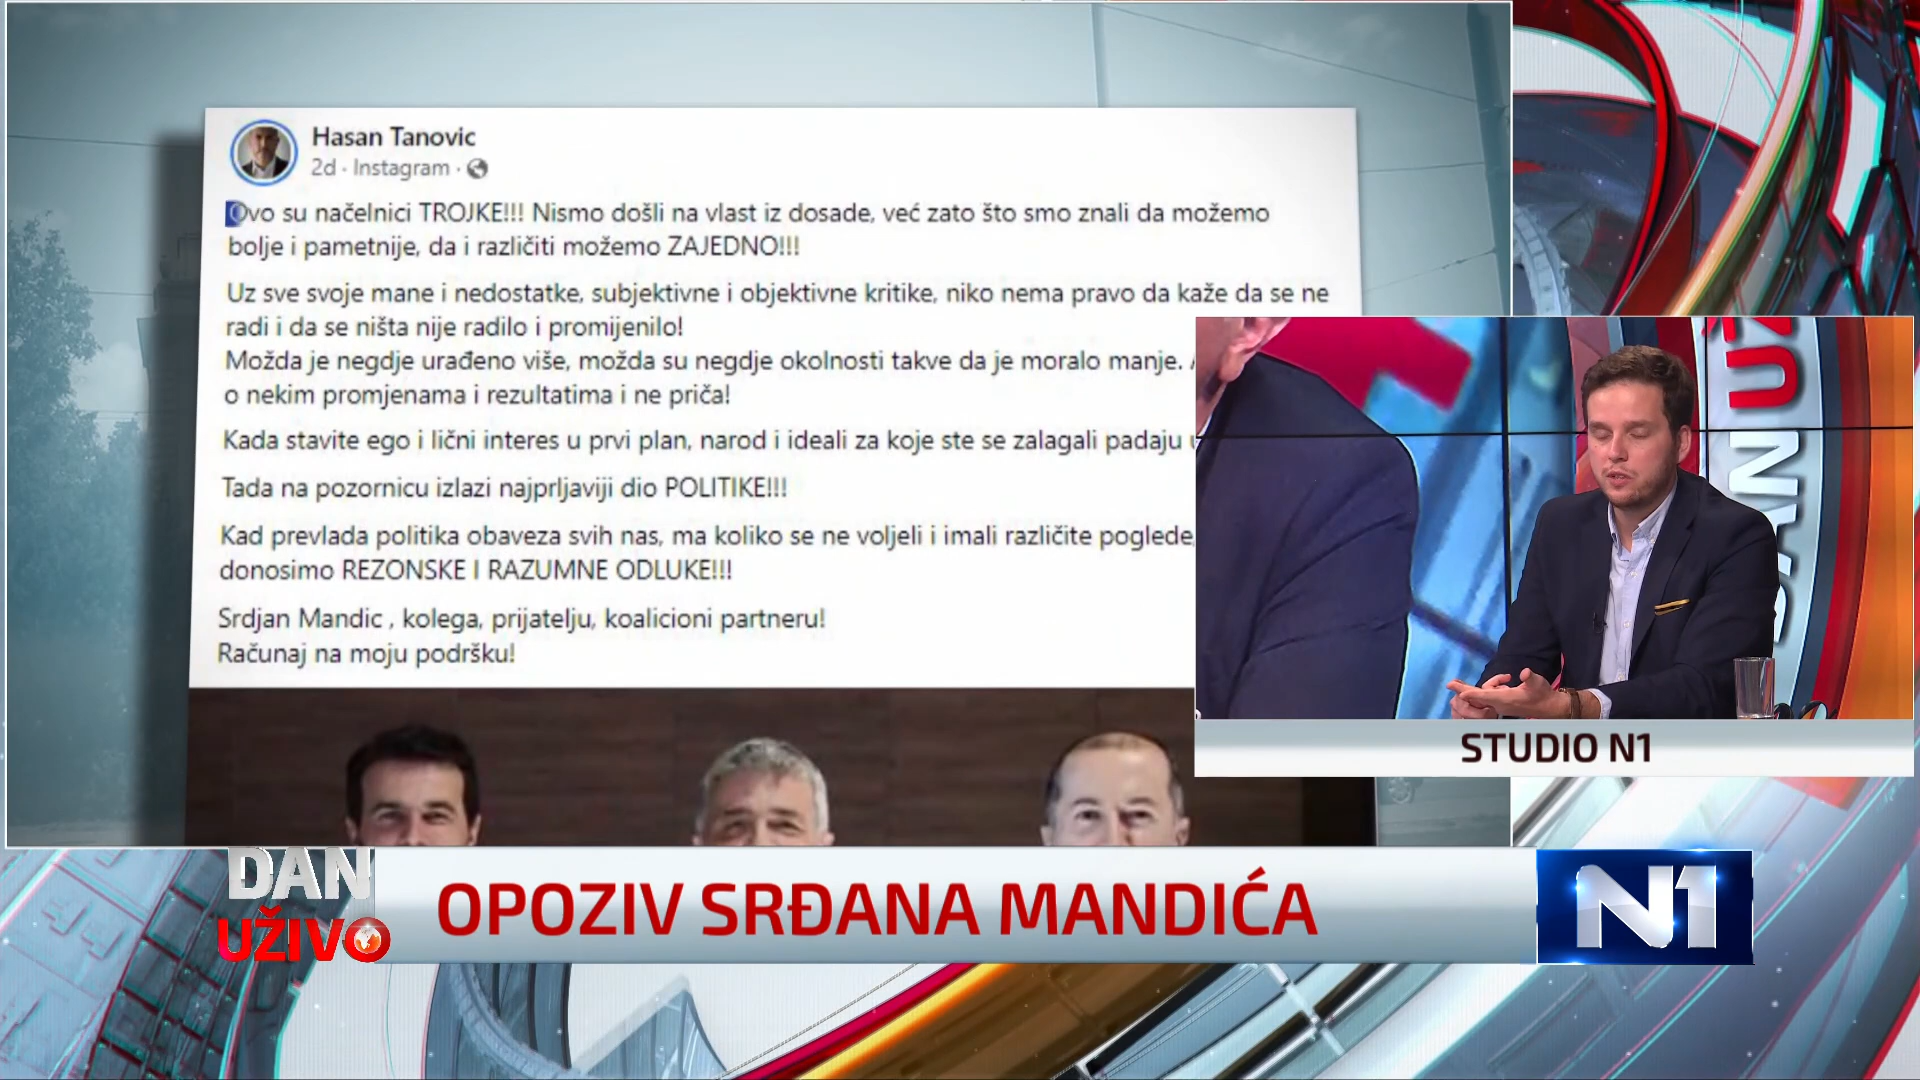 Hasan Tanovic
2d · Instagram ·
Ovo su načelnici TROJKE!!! Nismo došli na vlast iz dosade, već zato što smo znali da možemo
bolje i pametnije, da i različiti možemo ZAJEDNO!!!
Uz sve svoje mane i nedostatke, subjektivne i objektivne kritike, niko nema pravo da kaže da se ne
radi i da se ništa nije radilo i promijenilo!
Možda je negdje urađeno više, možda su negdje okolnosti takve da je moralo manje.
o nekim promjenama i rezultatima i ne priča!
Kada stavite ego i lični interes u prvi plan, narod i ideali za koje ste se zalagali padaju
Tada na pozornicu izlazi najprljaviji dio POLITIKE!!!
Kad prevlada politika obaveza svih nas, ma koliko se ne voljeli i imali različite poglede,
donosimo REZONSKE I RAZUMNE ODLUKE!!!
Srdjan Mandic , kolega, prijatelju, koalicioni partneru!
Računaj na moju podršku!
STUDIO N1
DAN
UŽIVO
OPOZIV SRĐANA MANDIĆA
N1